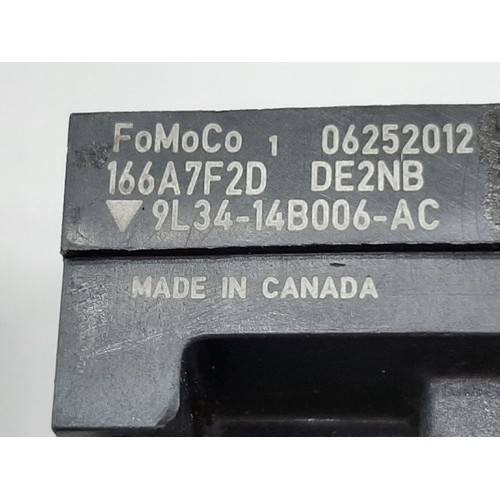 FoMoCo 1 06252012
166A7F2D DE2NB
▼ 9L34-14B006-AC
MADE IN CANADA